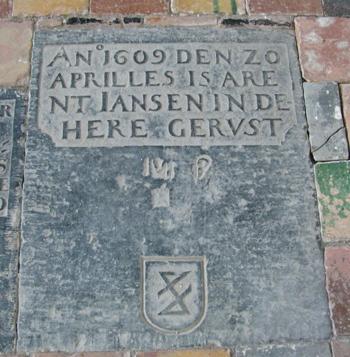 ANº 1609 DEN 20
APRILLES IS ARE
NT IANSEN IN DE
HERE GERVST